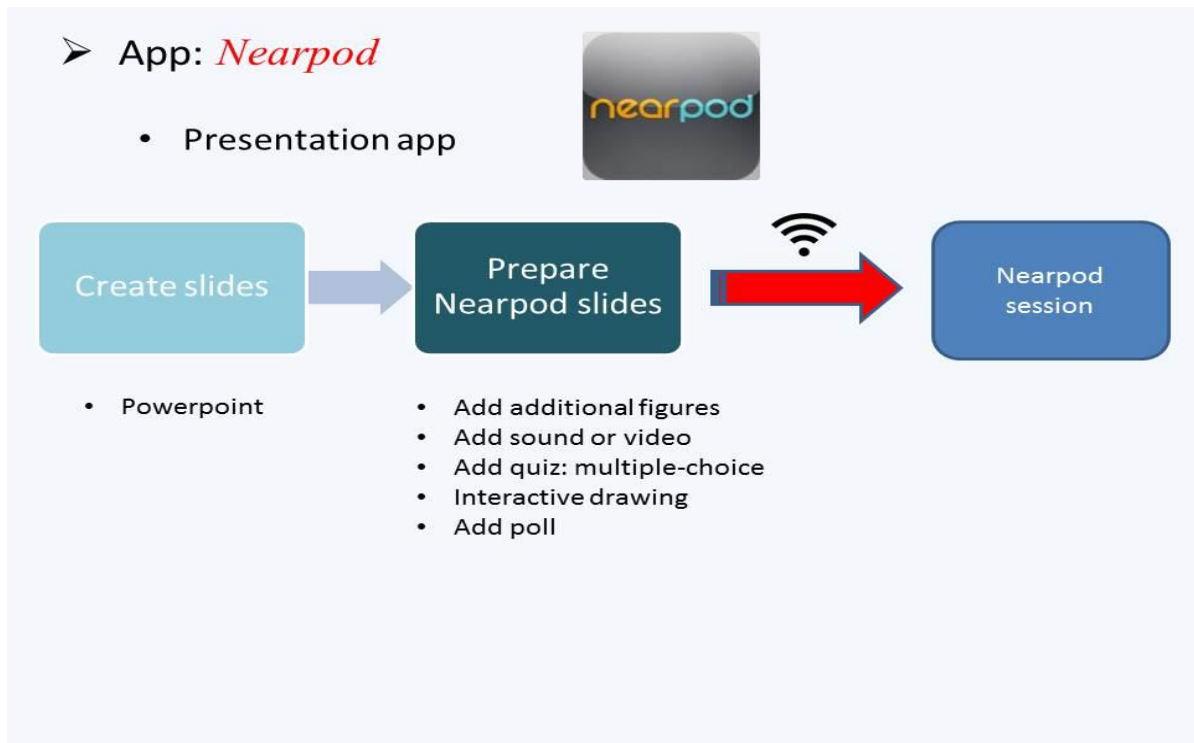 ➢ App: Nearpod
nearpod
• Presentation app
Create slides
Prepare
Nearpod slides
Nearpod
session
• Powerpoint
• Add additional figures
• Add sound or video
• Add quiz: multiple-choice
• Interactive drawing
• Add poll